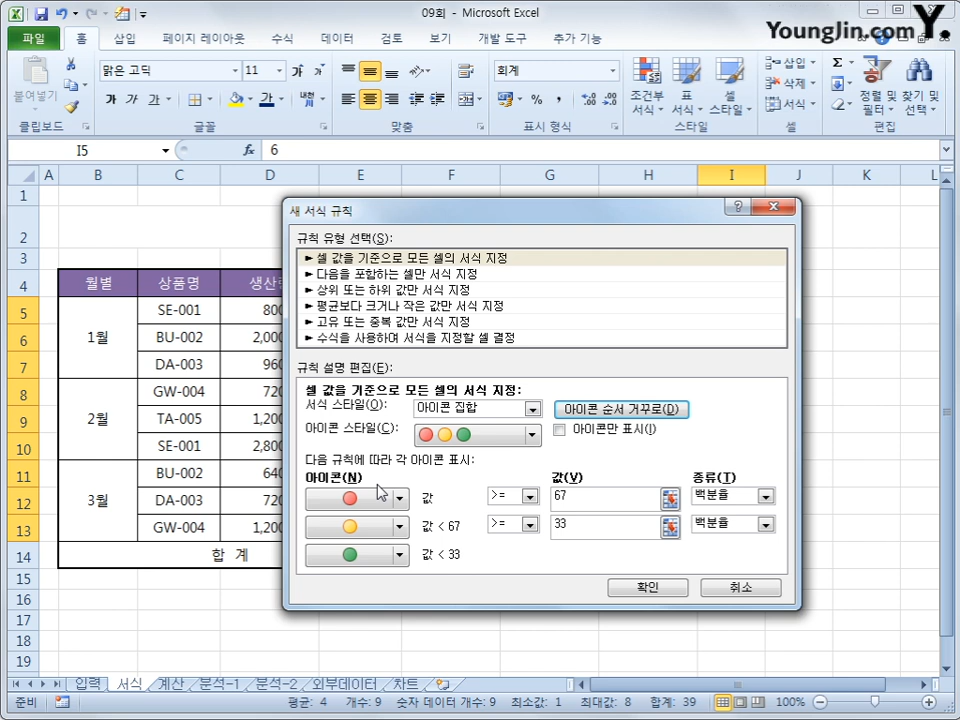 09회 - Microsoft Excel
Younglin.com Y.
파일 홈 삽입 페이지 레이아웃 수식 데이터 검토 보기 개발 도구 추가 기능
붙여넣기
맑은 고딕 11
가 가 가
회계
% ,
조건부 서식 표 서식 셀 스타일
삽입
삭제
서식
Σ
정렬 및 필터 찾기 및 선택
클립보드 글꼴 맞춤 표시 형식 스타일 셀 편집
I5 fx 6
A B C D E F G H I J K L
1
2
3
4 월별 상품명
5 SE-001 800
6 1월 BU-002
7 DA-003 960
8 GW-004 720
9 2월 TA-005
10 SE-001
11 BU-002 640
12 3월 DA-003 720
13 GW-004
14 합 계
15
16
17
18
19
새 서식 규칙
규칙 유형 선택(S):
► 셀 값을 기준으로 모든 셀의 서식 지정
► 다음을 포함하는 셀만 서식 지정
► 상위 또는 하위 값만 서식 지정
► 평균보다 크거나 작은 값만 서식 지정
► 고유 또는 중복 값만 서식 지정
► 수식을 사용하여 서식을 지정할 셀 결정
규칙 설명 편집(E):
셀 값을 기준으로 모든 셀의 서식 지정:
서식 스타일(O): 아이콘 집합 아이콘 순서 거꾸로(D)
아이콘 스타일(C): 아이콘만 표시(I)
다음 규칙에 따라 각 아이콘 표시:
아이콘(N) 값(V) 종류(T)
값 >= 67 백분율
값 < 67 >= 33 백분율
값 < 33
확인 취소
입력 서식 계산 분석-1 분석-2 외부데이터 차트
준비 평균: 4 개수: 9 숫자 데이터 개수: 9 최소값: 1 최대값: 8 합계: 39 100%